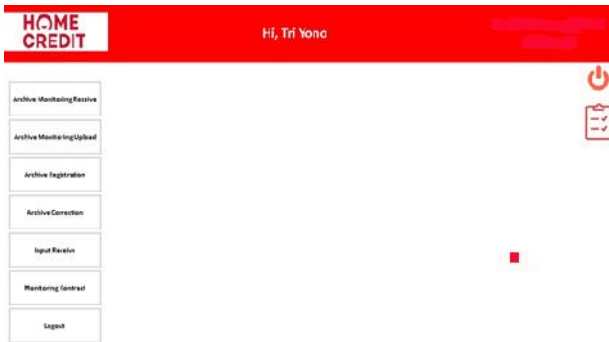 HOME
CREDIT
Hi, Tri Yono
Archive Monitoring Receive
Archive Monitoring Upload
Archive Registration
Archive Correction
Input Receive
Monitoring Contract
Logout